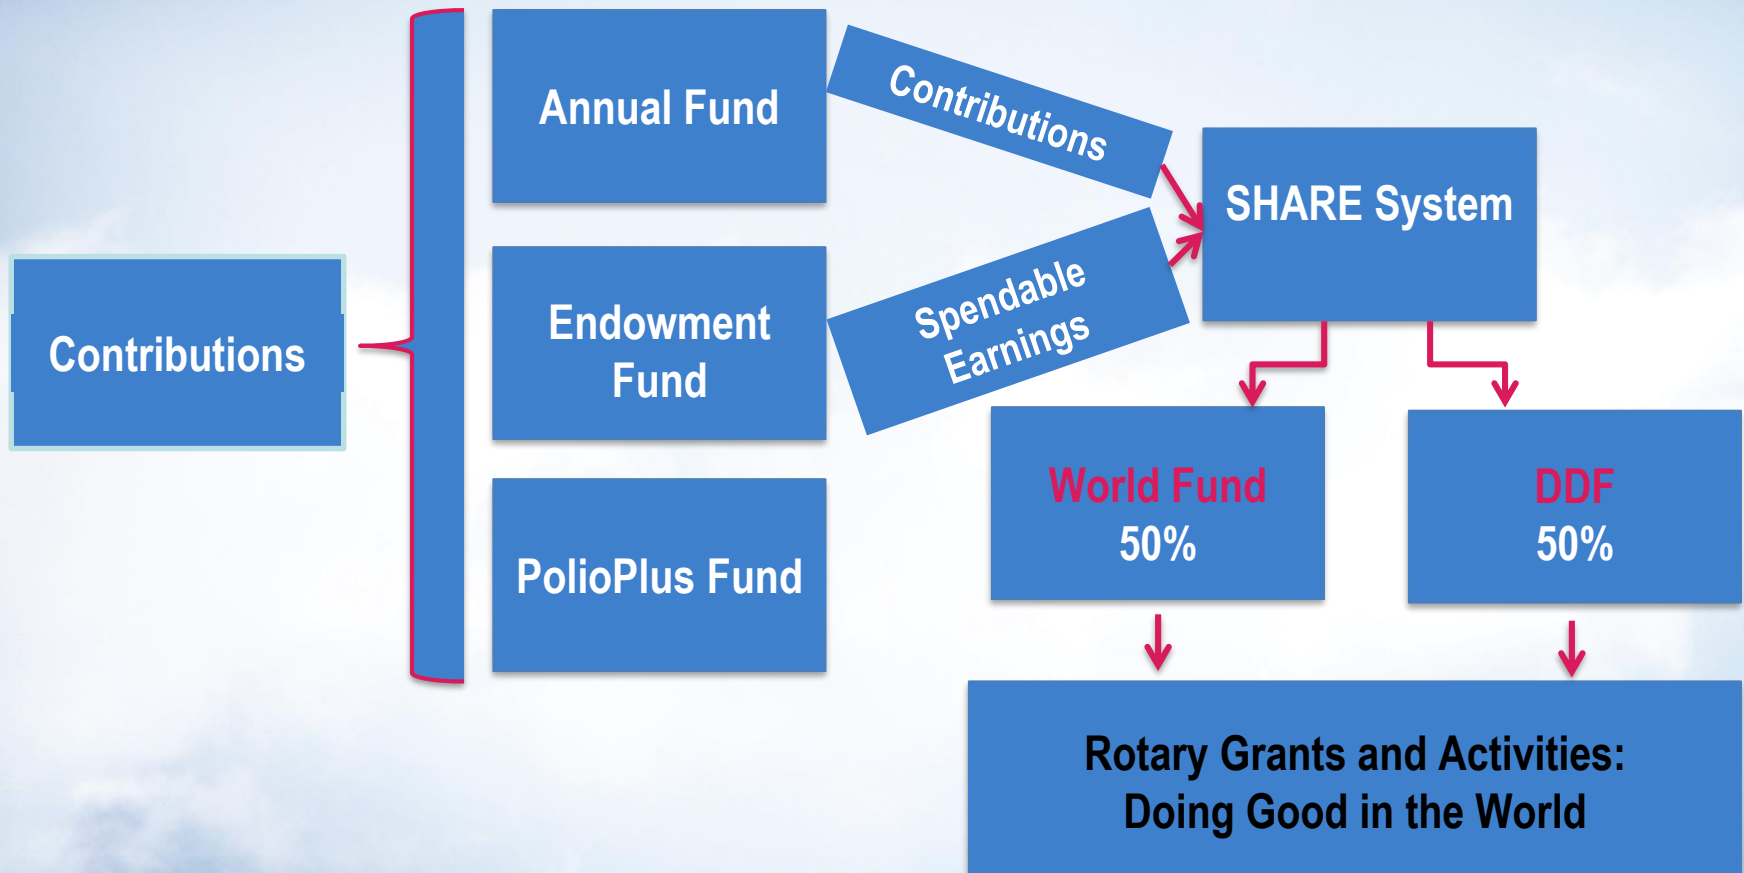 Contributions
Annual Fund
Endowment
Fund
PolioPlus Fund
Contributions
Spendable
Earnings
SHARE System
World Fund
50%
DDF
50%
Rotary Grants and Activities:
Doing Good in the World